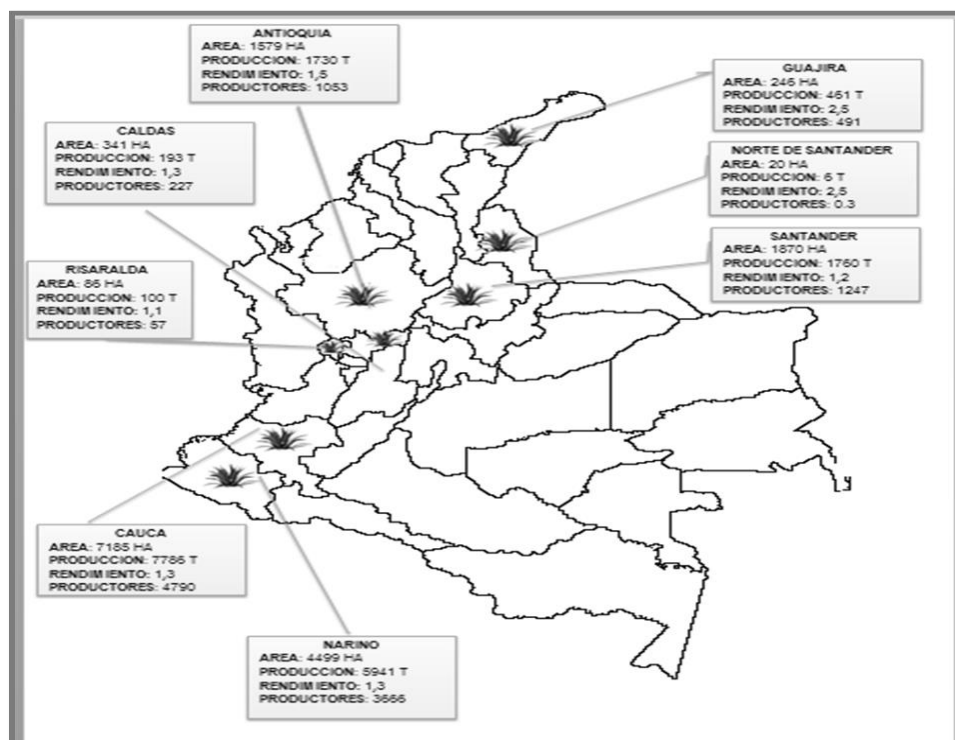 ANTIOQUIA
AREA: 1579 HA
PRODUCCION: 1730 T
RENDIMIENTO: 1,5
PRODUCTORES: 1053
GUAJIRA
AREA: 246 HA
PRODUCCION: 461 T
RENDIMIENTO: 2,5
PRODUCTORES: 491
CALDAS
AREA: 341 HA
PRODUCCION: 193 T
RENDIMIENTO: 1,3
PRODUCTORES: 227
NORTE DE SANTANDER
AREA: 20 HA
PRODUCCION: 6 T
RENDIMIENTO: 2,5
PRODUCTORES: 0.3
SANTANDER
AREA: 1870 HA
PRODUCCION: 1760 T
RENDIMIENTO: 1,2
PRODUCTORES: 1247
RISARALDA
AREA: 86 HA
PRODUCCION: 100 T
RENDIMIENTO: 1,1
PRODUCTORES: 57
CAUCA
AREA: 7185 HA
PRODUCCION: 7786 T
RENDIMIENTO: 1,3
PRODUCTORES: 4790
NARINO
AREA: 4499 HA
PRODUCCION: 5941 T
RENDIMIENTO: 1,3
PRODUCTORES: 3666